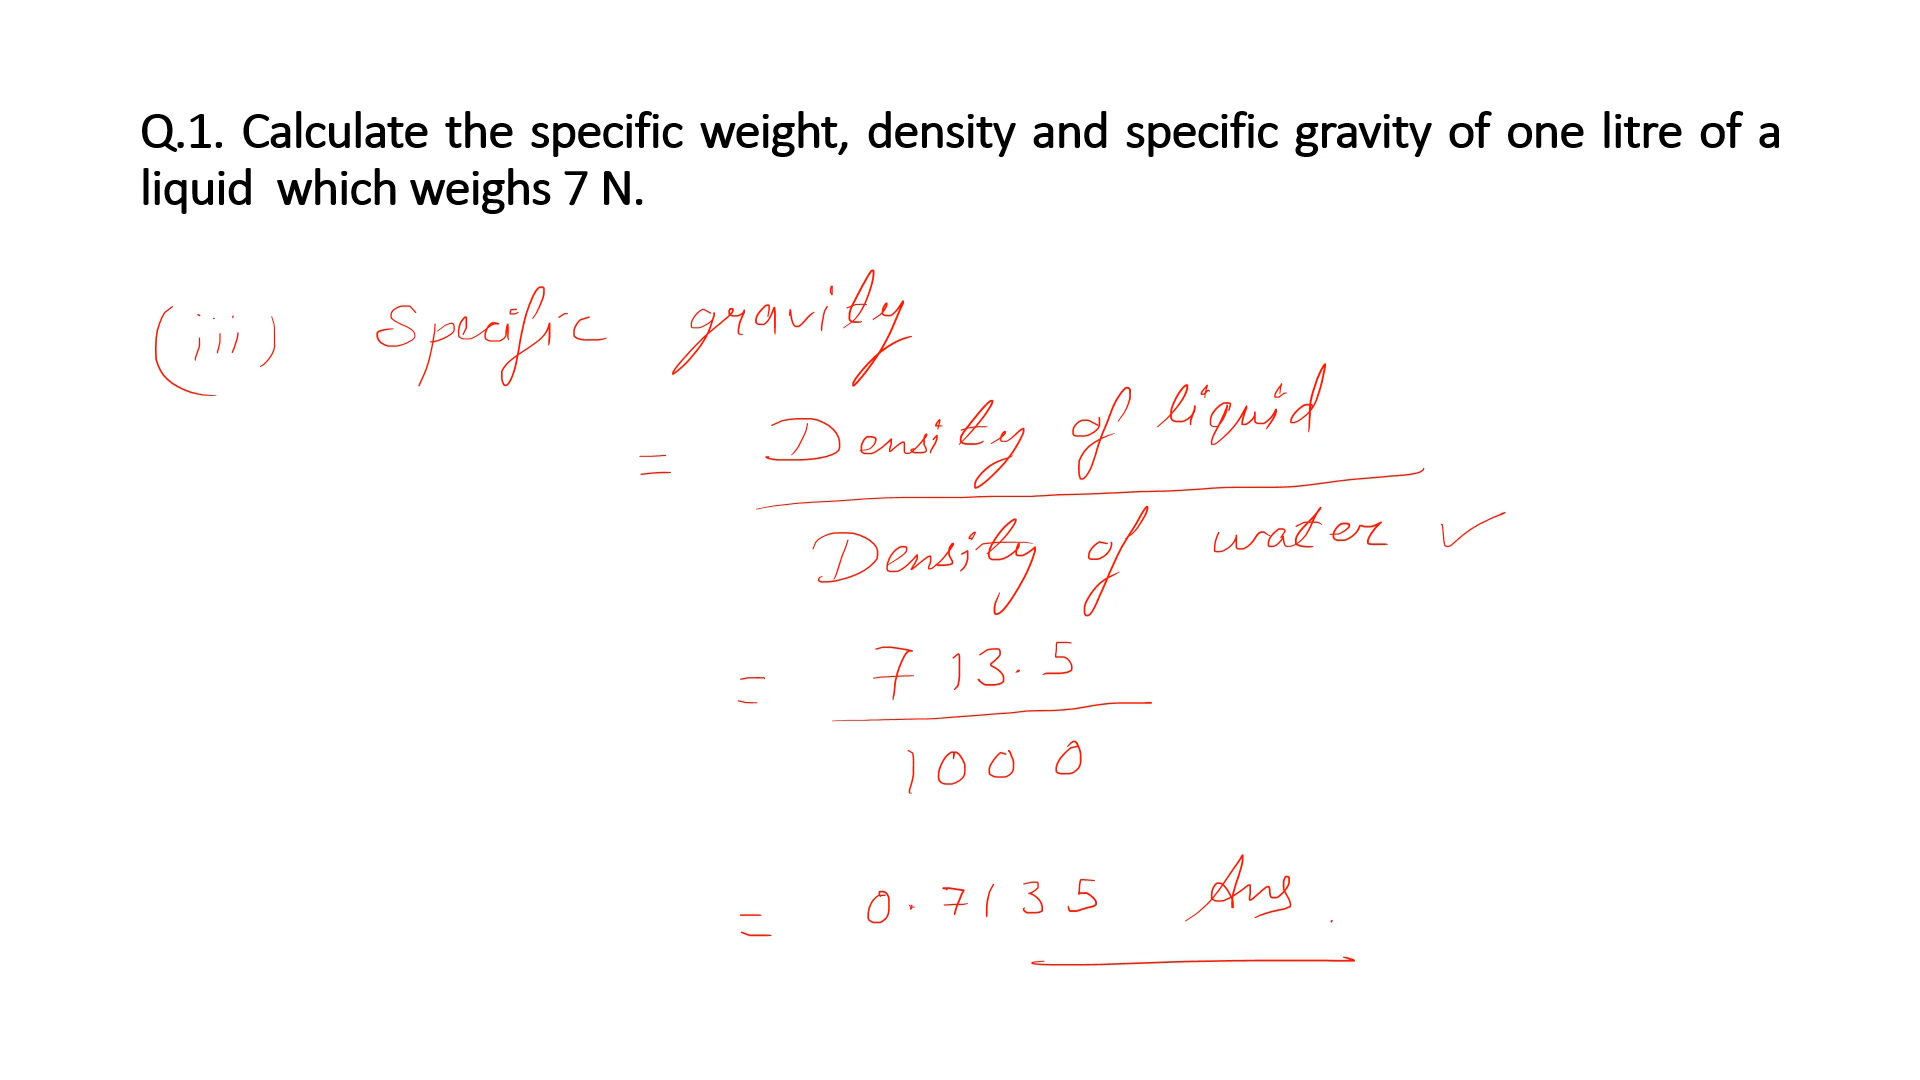 Q.1. Calculate the specific weight, density and specific gravity of one litre of a
liquid which weighs 7 N.
(iii) Specific gravity
= Density of liquid
Density of water ✓
= 713.5
1000
= 0.7135 Ans.